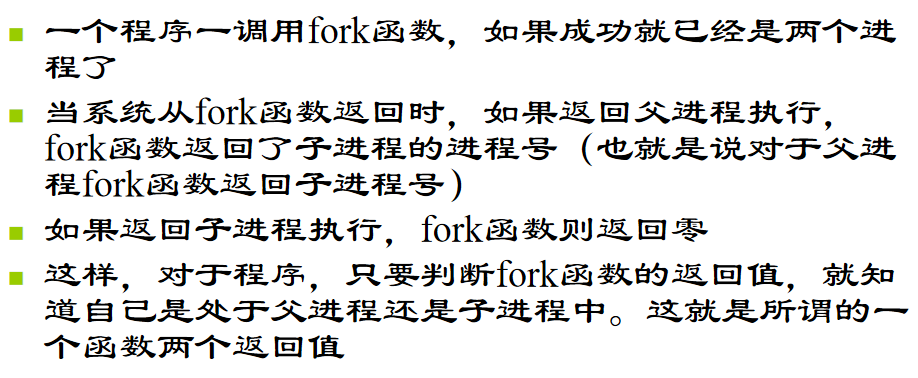 一个程序一调用fork函数，如果成功就已经是两个进
程了
当系统从fork函数返回时，如果返回父进程执行，
fork函数返回了子进程的进程号（也就是说对于父进
程fork函数返回子进程号）
如果返回子进程执行，fork函数则返回零
这样，对于程序，只要判断fork函数的返回值，就知
道自己是处于父进程还是子进程中。这就是所谓的一
个函数两个返回值